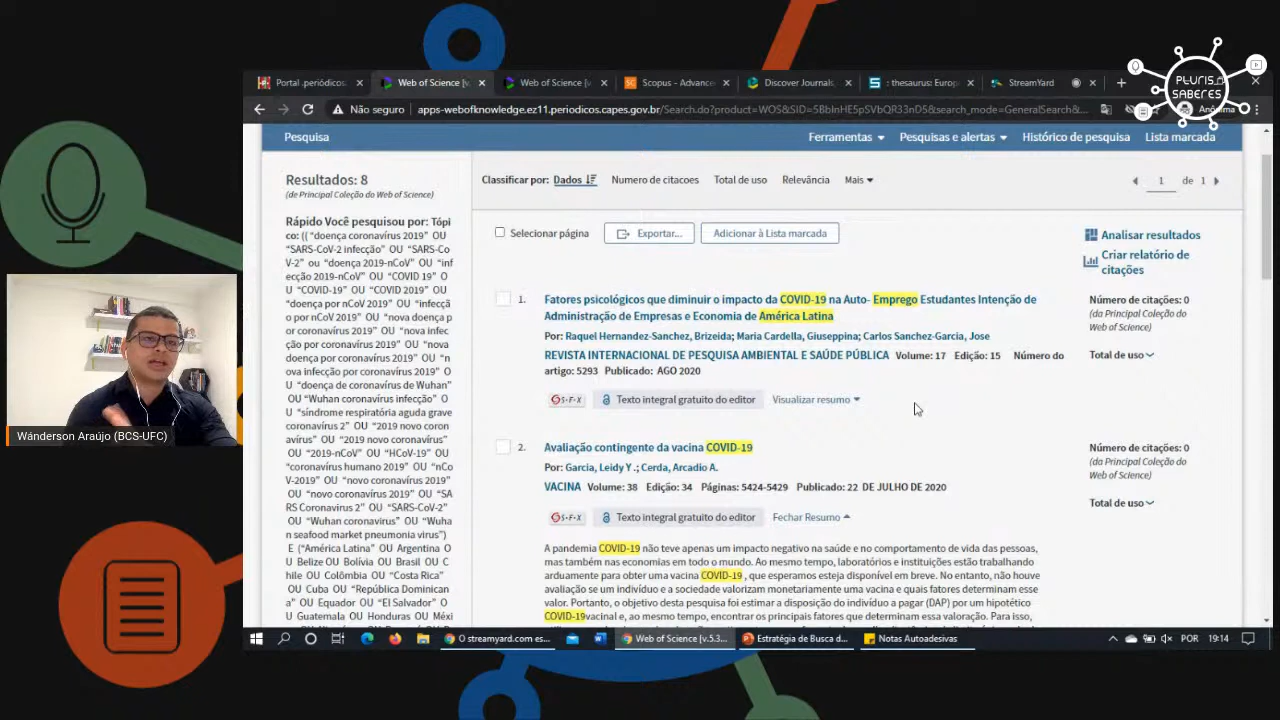 PLURIS
SABERES
Portal .periódicos.
Web of Science [v.
Web of Science [v.
Scopus - Advance
Discover Journals,
: thesaurus: Europ
StreamYard
Não seguro
apps-webofknowledge.ez11.periodicos.capes.gov.br/Search.do?product=WOS&SID=5BbInHE5pSVbQR33nD5&search_mode=GeneralSearch&...
Anônima
Pesquisa
Ferramentas
Pesquisas e alertas
Histórico de pesquisa
Lista marcada
Resultados: 8
(de Principal Coleção do Web of Science)
Classificar por:
Dados
Numero de citacoes
Total de uso
Relevância
Mais
1
de 1
Rápido Você pesquisou por: Tópi
co: (( "doença coronavírus 2019" OU
"SARS-CoV-2 infecção" OU "SARS-Co
V-2" ou "doença 2019-nCoV" OU "inf
ecção 2019-nCoV" OU "COVID 19" O
U "COVID-19" OU "COVID 2019" OU
"doença por nCoV 2019" OU "infecçã
o por nCoV 2019" OU "nova doença p
or coronavírus 2019" OU "nova infec
ção por coronavírus 2019" OU "nova
doença por coronavírus 2019" OU "n
ova infecção por coronavírus 2019" O
U "doença de coronavírus de Wuhan"
OU "Wuhan coronavírus infecção" O
U "síndrome respiratória aguda grave
coronavírus 2" OU "2019 novo coron
avírus" OU "2019 novo coronavírus"
OU "2019-nCoV" OU "HCoV-19" OU
"coronavírus humano 2019" OU "nCo
V-2019" OU "novo coronavírus 2019"
OU "novo coronavírus 2019" OU "SA
RS Coronavirus 2" OU "SARS-CoV-2"
OU "Wuhan coronavirus" OU "Wuha
n seafood market pneumonia virus")
E ("América Latina" OU Argentina O
U Belize OU Bolívia OU Brasil OU C
hile OU Colômbia OU "Costa Rica"
OU Cuba OU "República Dominican
a" OU Equador OU "El Salvador" O
U Guatemala OU Honduras OU Méxi
Selecionar página
Exportar...
Adicionar à Lista marcada
Analisar resultados
Criar relatório de
citações
1.
Fatores psicológicos que diminuir o impacto da COVID-19 na Auto- Emprego Estudantes Intenção de
Administração de Empresas e Economia de América Latina
Por: Raquel Hernandez-Sanchez, Brizeida; Maria Cardella, Giuseppina; Carlos Sanchez-Garcia, Jose
REVISTA INTERNACIONAL DE PESQUISA AMBIENTAL E SAÚDE PÚBLICA Volume: 17 Edição: 15 Número do
artigo: 5293 Publicado: AGO 2020
S·F·X
Texto integral gratuito do editor
Visualizar resumo
Número de citações: 0
(da Principal Coleção do
Web of Science)
Total de uso
2.
Avaliação contingente da vacina COVID-19
Por: Garcia, Leidy Y .; Cerda, Arcadio A.
VACINA Volume: 38 Edição: 34 Páginas: 5424-5429 Publicado: 22 DE JULHO DE 2020
S·F·X
Texto integral gratuito do editor
Fechar Resumo
Número de citações: 0
(da Principal Coleção do
Web of Science)
Total de uso
A pandemia COVID-19 não teve apenas um impacto negativo na saúde e no comportamento de vida das pessoas,
mas também nas economias em todo o mundo. Ao mesmo tempo, laboratórios e instituições estão trabalhando
arduamente para obter uma vacina COVID-19 , que esperamos esteja disponível em breve. No entanto, não houve
avaliação se um indivíduo e a sociedade valorizam monetariamente uma vacina e quais fatores determinam esse
valor. Portanto, o objetivo desta pesquisa foi estimar a disposição do indivíduo a pagar (DAP) por um hipotético
COVID-19vacinal e, ao mesmo tempo, encontrar os principais fatores que determinam essa valoração. Para isso,
Wánderson Araújo (BCS-UFC)
O streamyard.com es...
Web of Science [v.5.3...
Estratégia de Busca d...
Notas Autoadesivas
POR
19:14